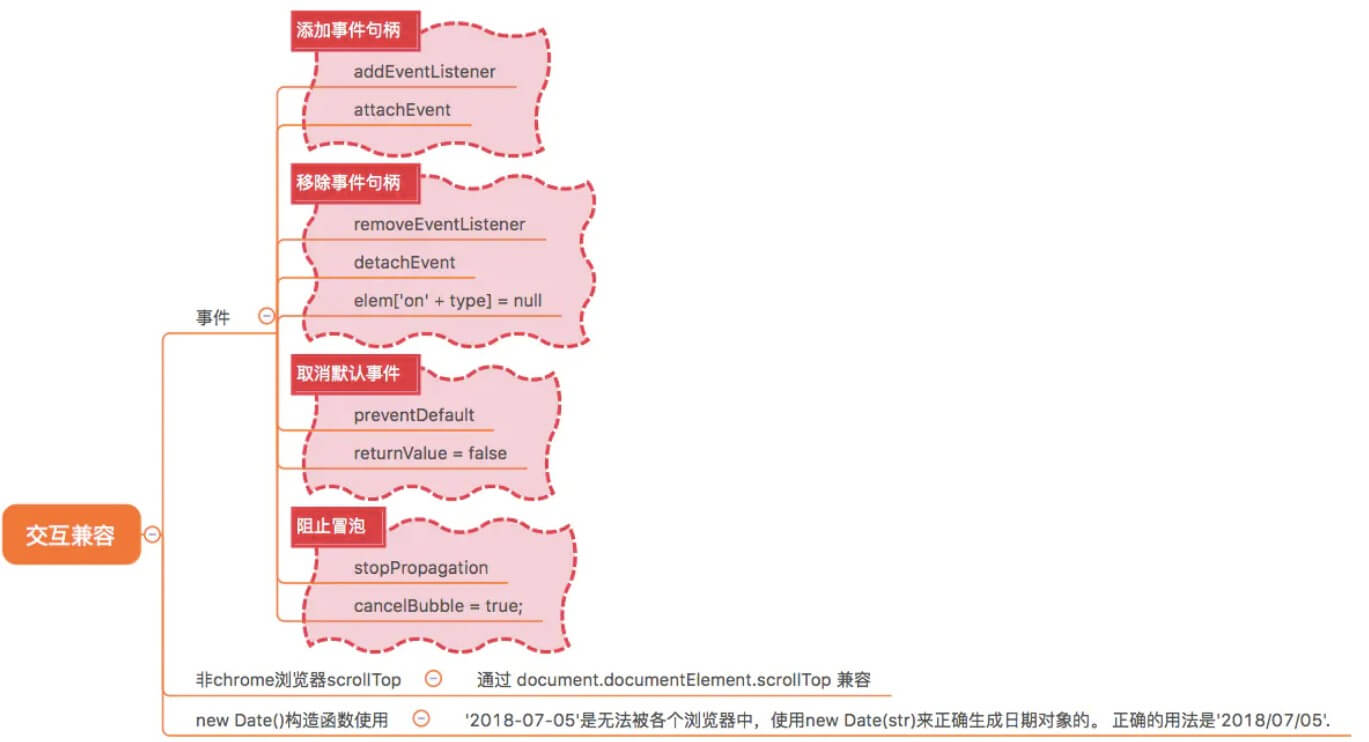 添加事件句柄
addEventListener
attachEvent
移除事件句柄
removeEventListener
detachEvent
elem['on' + type] = null
事件
取消默认事件
preventDefault
returnValue = false
交互兼容
阻止冒泡
stopPropagation
cancelBubble = true;
非chrome浏览器scrollTop 通过 document.documentElement.scrollTop 兼容
new Date()构造函数使用 '2018-07-05'是无法被各个浏览器中，使用new Date(str)来正确生成日期对象的。 正确的用法是'2018/07/05'.